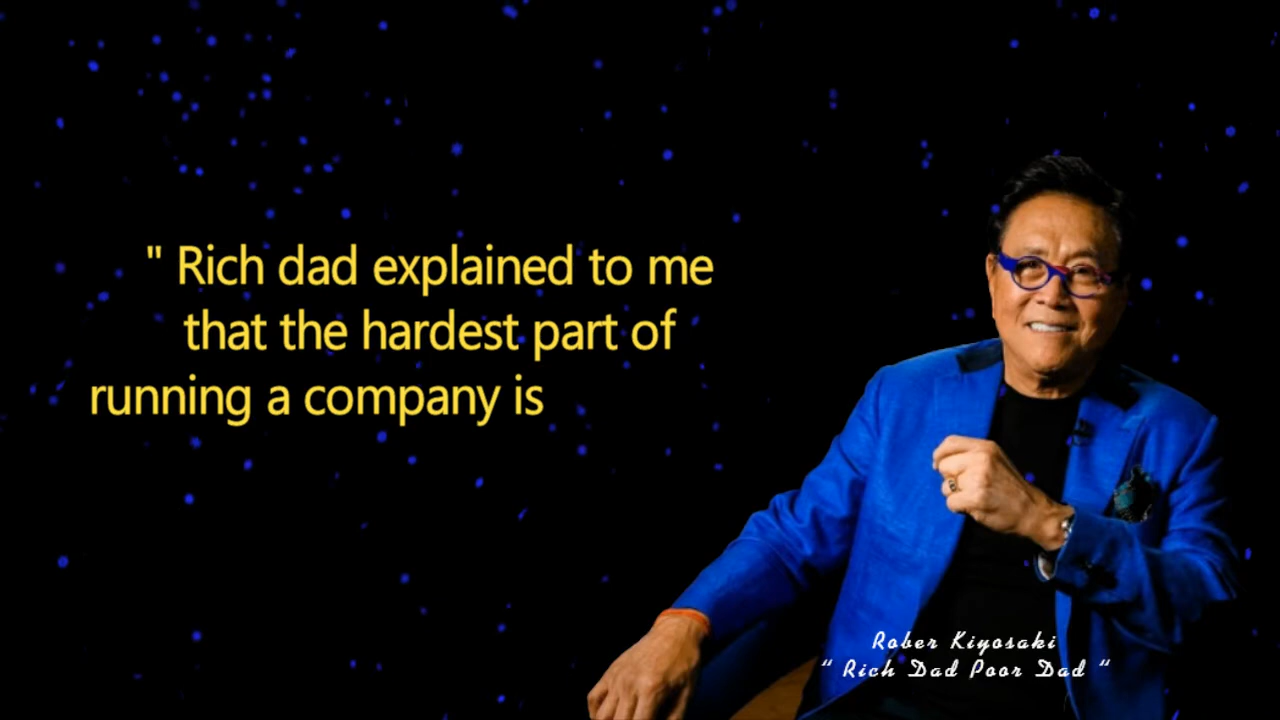 " Rich dad explained to me
that the hardest part of
running a company is
Rober Kiyosaki
“ Rich Dad Poor Dad “